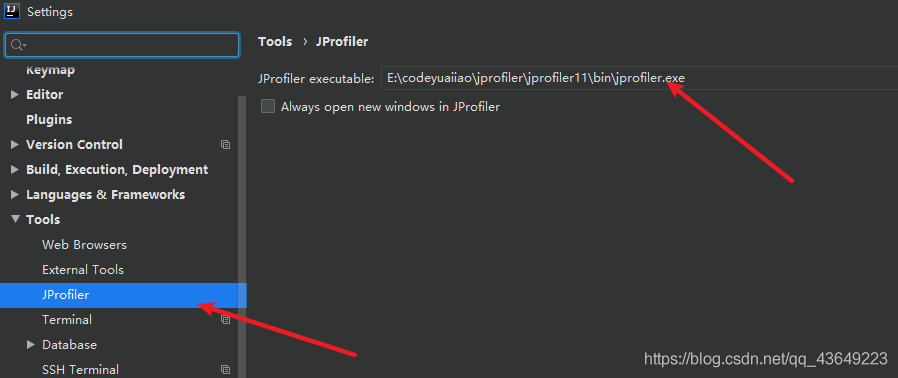 Settings
Keymap
Editor
Plugins
Version Control
Build, Execution, Deployment
Languages & Frameworks
Tools
Web Browsers
External Tools
JProfiler
Terminal
Database
SSH Terminal
Tools › JProfiler
JProfiler executable: E:\codeyuaiiao\jprofiler\jprofiler11\bin\jprofiler.exe
Always open new windows in JProfiler
https://blog.csdn.net/qq_43649223